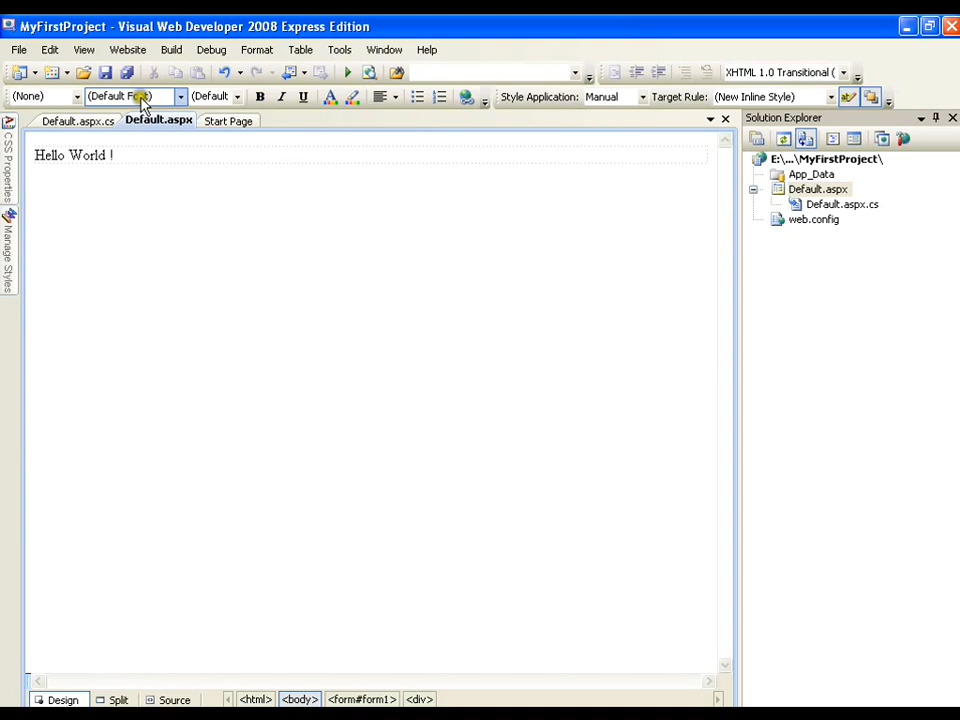 MyFirstProject - Visual Web Developer 2008 Express Edition
File Edit View Website Build Debug Format Table Tools Window Help
XHTML 1.0 Transitional (
(None) (Default Font) (Default B I U A Style Application: Manual Target Rule: (New Inline Style)
Default.aspx.cs Default.aspx Start Page
Solution Explorer
CSS Properties
Manage Styles
Hello World !
E:\...\MyFirstProject\
App_Data
Default.aspx
Default.aspx.cs
web.config
Design Split Source <html> <body> <form#form1> <div>